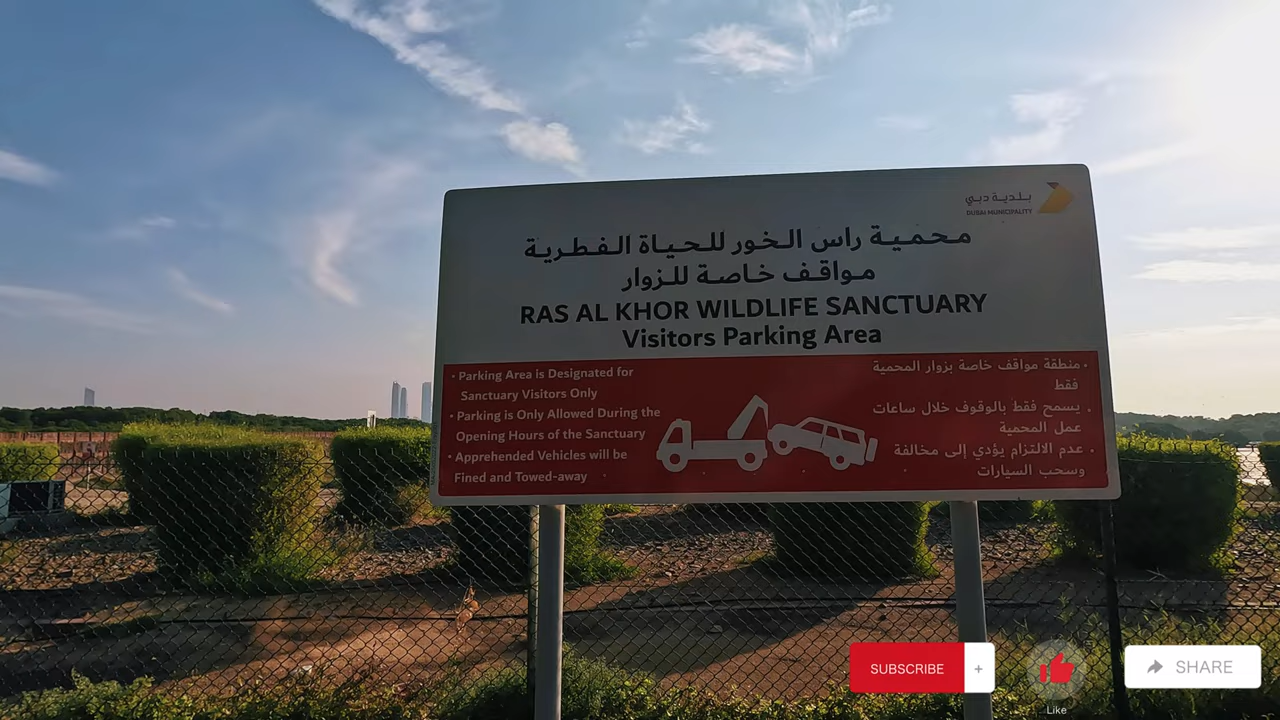 بلدية دبي
DUBAI MUNICIPALITY
محمية راس الخور للحياة الفطرية
مواقف خاصة للزوار
RAS AL KHOR WILDLIFE SANCTUARY
Visitors Parking Area
• Parking Area is Designated for
Sanctuary Visitors Only
• Parking is Only Allowed During the
Opening Hours of the Sanctuary
• Apprehended Vehicles will be
Fined and Towed-away
• منطقة مواقف خاصة بزوار المحمية
فقط
• يسمح فقط بالوقوف خلال ساعات
عمل المحمية
• عدم الالتزام يؤدي إلى مخالفة
وسحب السيارات
SUBSCRIBE +
Like
SHARE